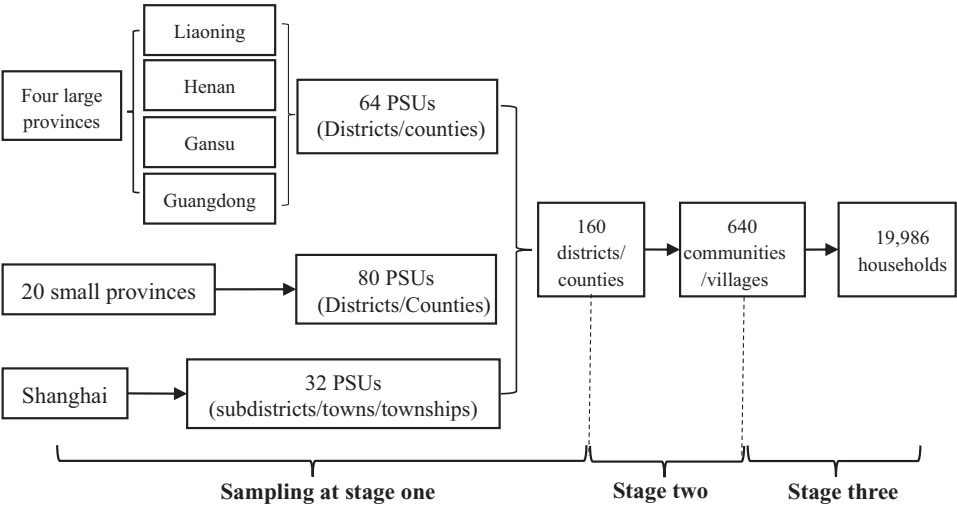 Four large
provinces
Liaoning
Henan
Gansu
Guangdong
64 PSUs
(Districts/counties)
20 small provinces
80 PSUs
(Districts/Counties)
Shanghai
32 PSUs
(subdistricts/towns/townships)
160
districts/
counties
640
communities
/villages
19,986
households
Sampling at stage one
Stage two
Stage three